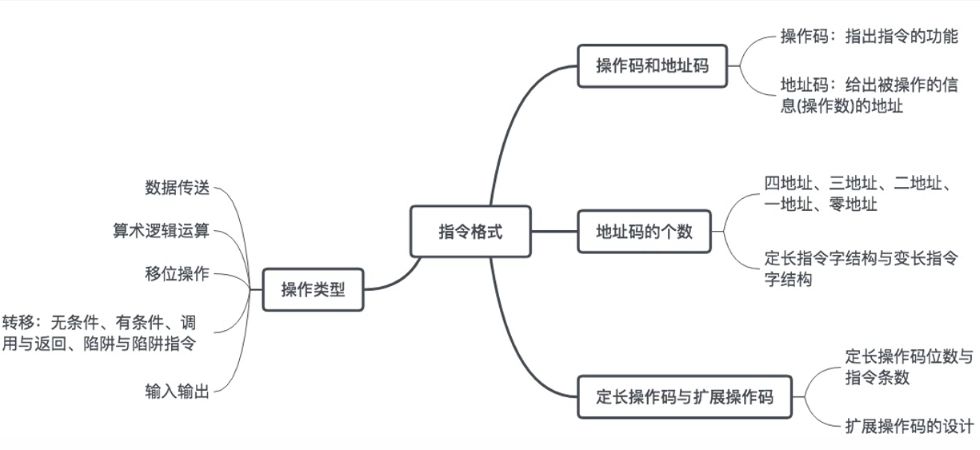 指令格式
操作码和地址码
操作码：指出指令的功能
地址码：给出被操作的信
息(操作数)的地址
地址码的个数
四地址、三地址、二地址、
一地址、零地址
定长指令字结构与变长指令
字结构
定长操作码与扩展操作码
定长操作码位数与
指令条数
扩展操作码的设计
操作类型
数据传送
算术逻辑运算
移位操作
转移：无条件、有条件、调
用与返回、陷阱与陷阱指令
输入输出